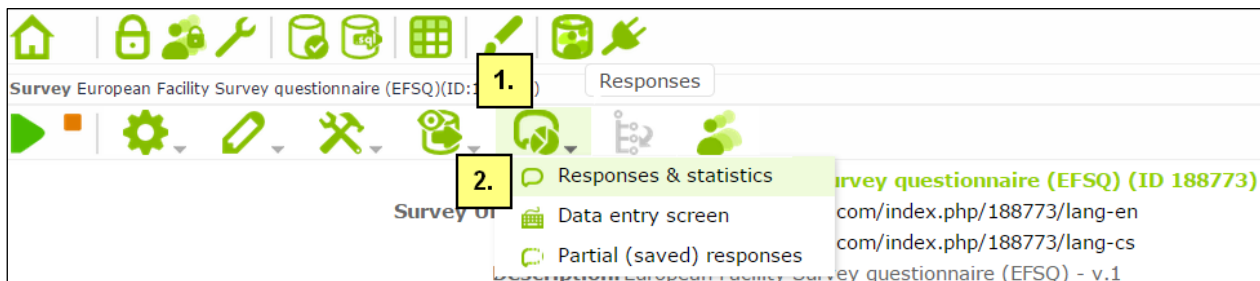 sql
1.
Responses
Survey European Facility Survey questionnaire (EFSQ)(ID:1 )
2.
Responses & statistics
urvey questionnaire (EFSQ) (ID 188773)
Survey U
Data entry screen
com/index.php/188773/lang-en
com/index.php/188773/lang-cs
Partial (saved) responses
Description: European Facility Survey questionnaire (EFSQ) - v.1